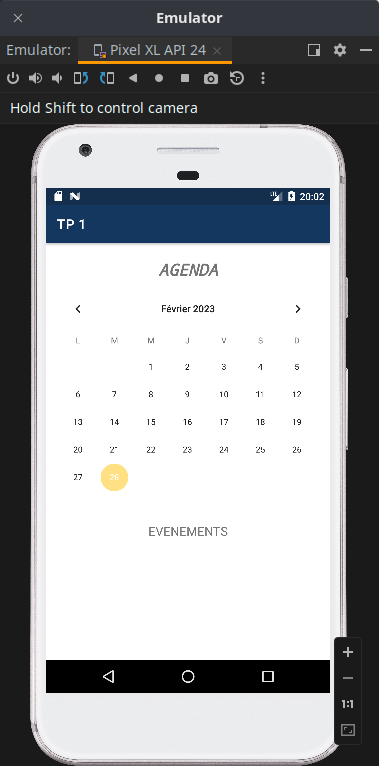 Emulator
Emulator: Pixel XL API 24
Hold Shift to control camera
LTE 20:02
TP 1
AGENDA
Février 2023
L M M J V S D
1 2 3 4 5
6 7 8 9 10 11 12
13 14 15 16 17 18 19
20 21 22 23 24 25 26
27 28
EVENEMENTS
1:1